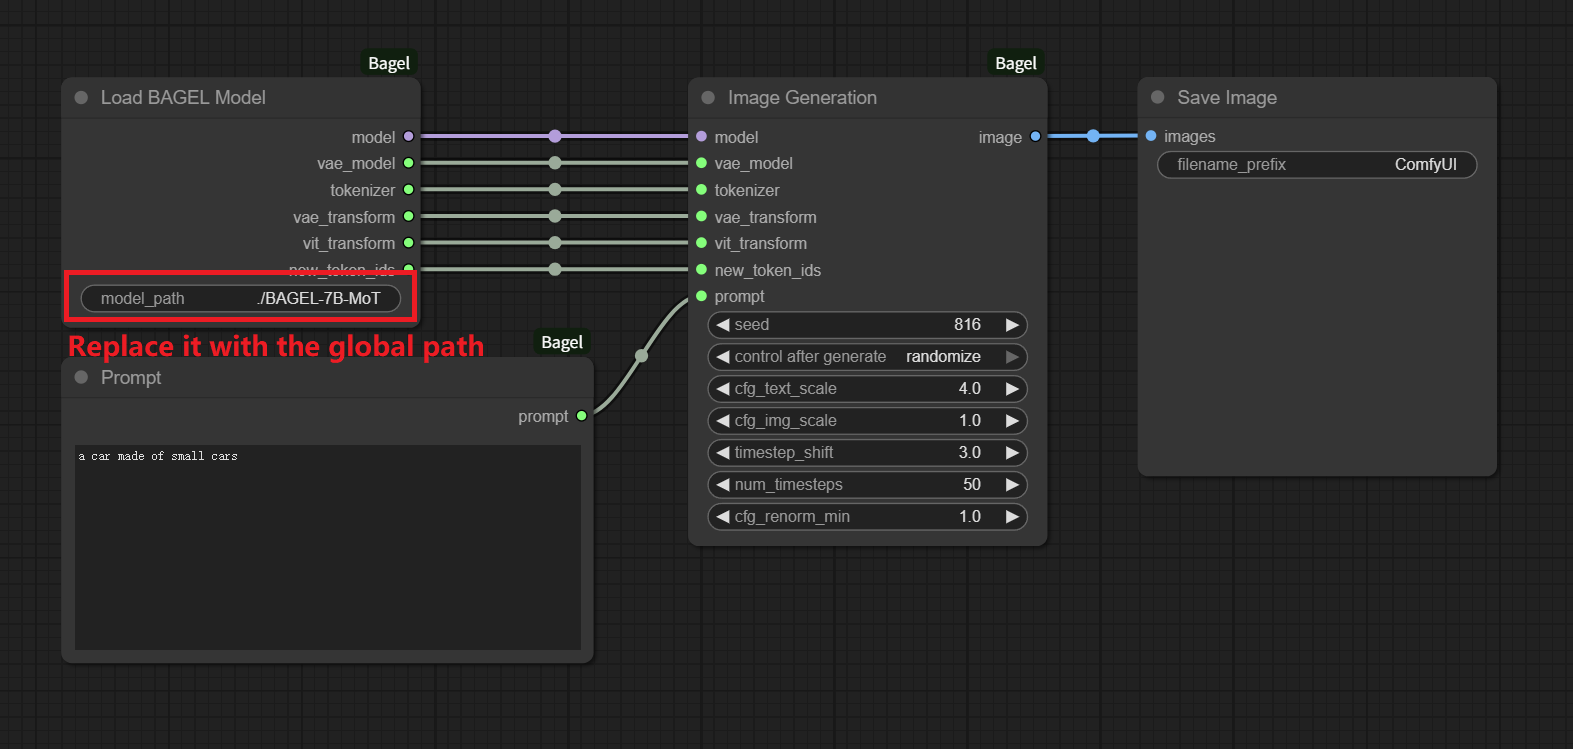 Bagel
Load BAGEL Model
model
vae_model
tokenizer
vae_transform
vit_transform
new_token_ids
model_path ./BAGEL-7B-MoT
Replace it with the global path
Bagel
Prompt
prompt
a car made of small cars
Bagel
Image Generation
model image
vae_model
tokenizer
vae_transform
vit_transform
new_token_ids
prompt
seed 816
control after generate randomize
cfg_text_scale 4.0
cfg_img_scale 1.0
timestep_shift 3.0
num_timesteps 50
cfg_renorm_min 1.0
Save Image
images
filename_prefix ComfyUI